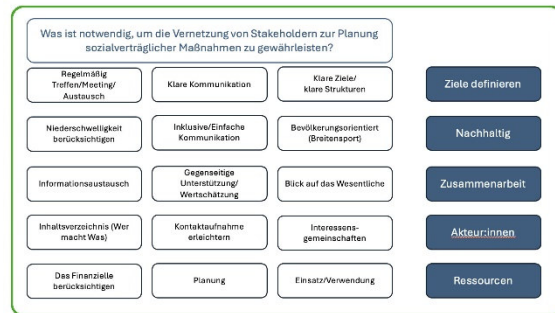 Was ist notwendig, um die Vernetzung von Stakeholdern zur Planung
sozialverträglicher Maßnahmen zu gewährleisten?
Regelmäßig
Treffen/Meeting/
Austausch
Klare Kommunikation
Klare Ziele/
klare Strukturen
Ziele definieren
Niederschwelligkeit
berücksichtigen
Inklusive/Einfache
Kommunikation
Bevölkerungsorientiert
(Breitensport)
Nachhaltig
Informationsaustausch
Gegenseitige
Unterstützung/
Wertschätzung
Blick auf das Wesentliche
Zusammenarbeit
Inhaltsverzeichnis (Wer
macht Was)
Kontaktaufnahme
erleichtern
Interessens-
gemeinschaften
Akteur:innen
Das Finanzielle
berücksichtigen
Planung
Einsatz/Verwendung
Ressourcen